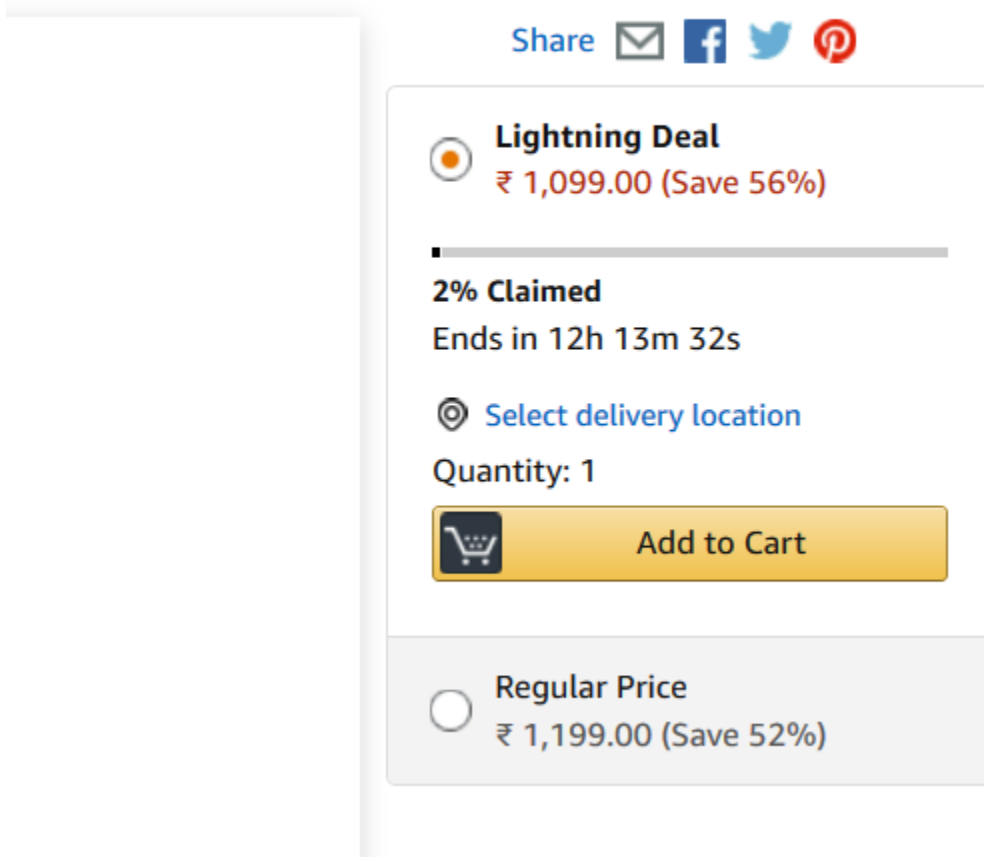 Share
Lightning Deal
₹ 1,099.00 (Save 56%)
2% Claimed
Ends in 12h 13m 32s
Select delivery location
Quantity: 1
Add to Cart
Regular Price
₹ 1,199.00 (Save 52%)